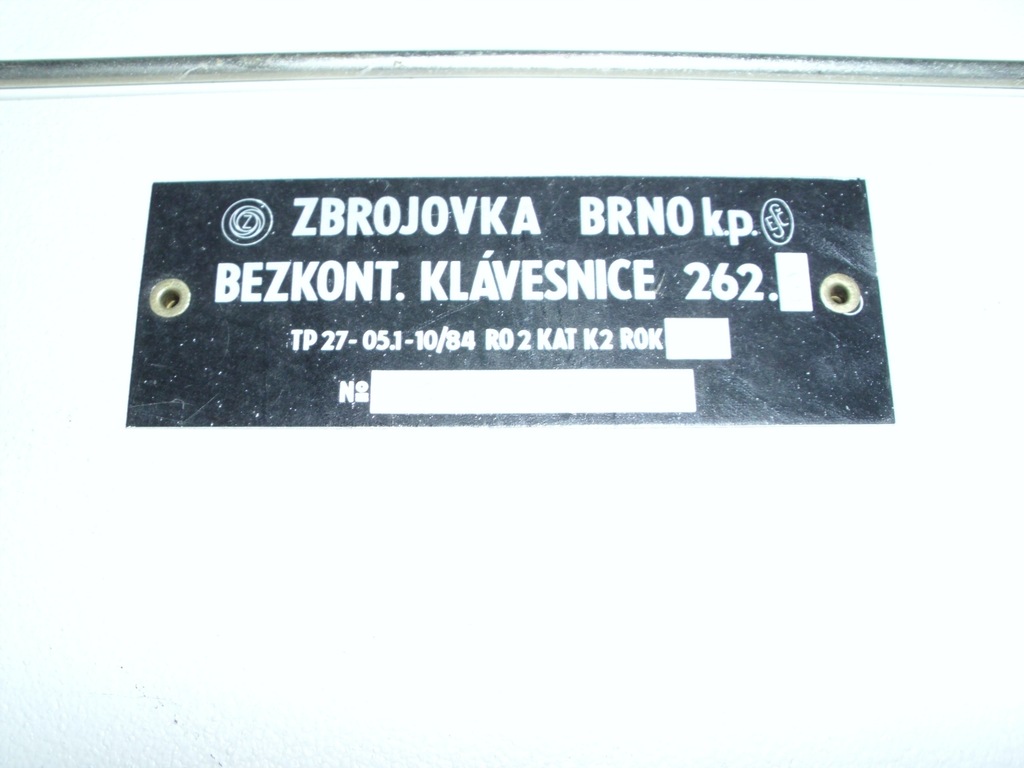 Z ZBROJOVKA BRNO k.p.
BEZKONT. KLÁVESNICE 262.
TP 27-05.1-10/84 RO 2 KAT K2 ROK
№